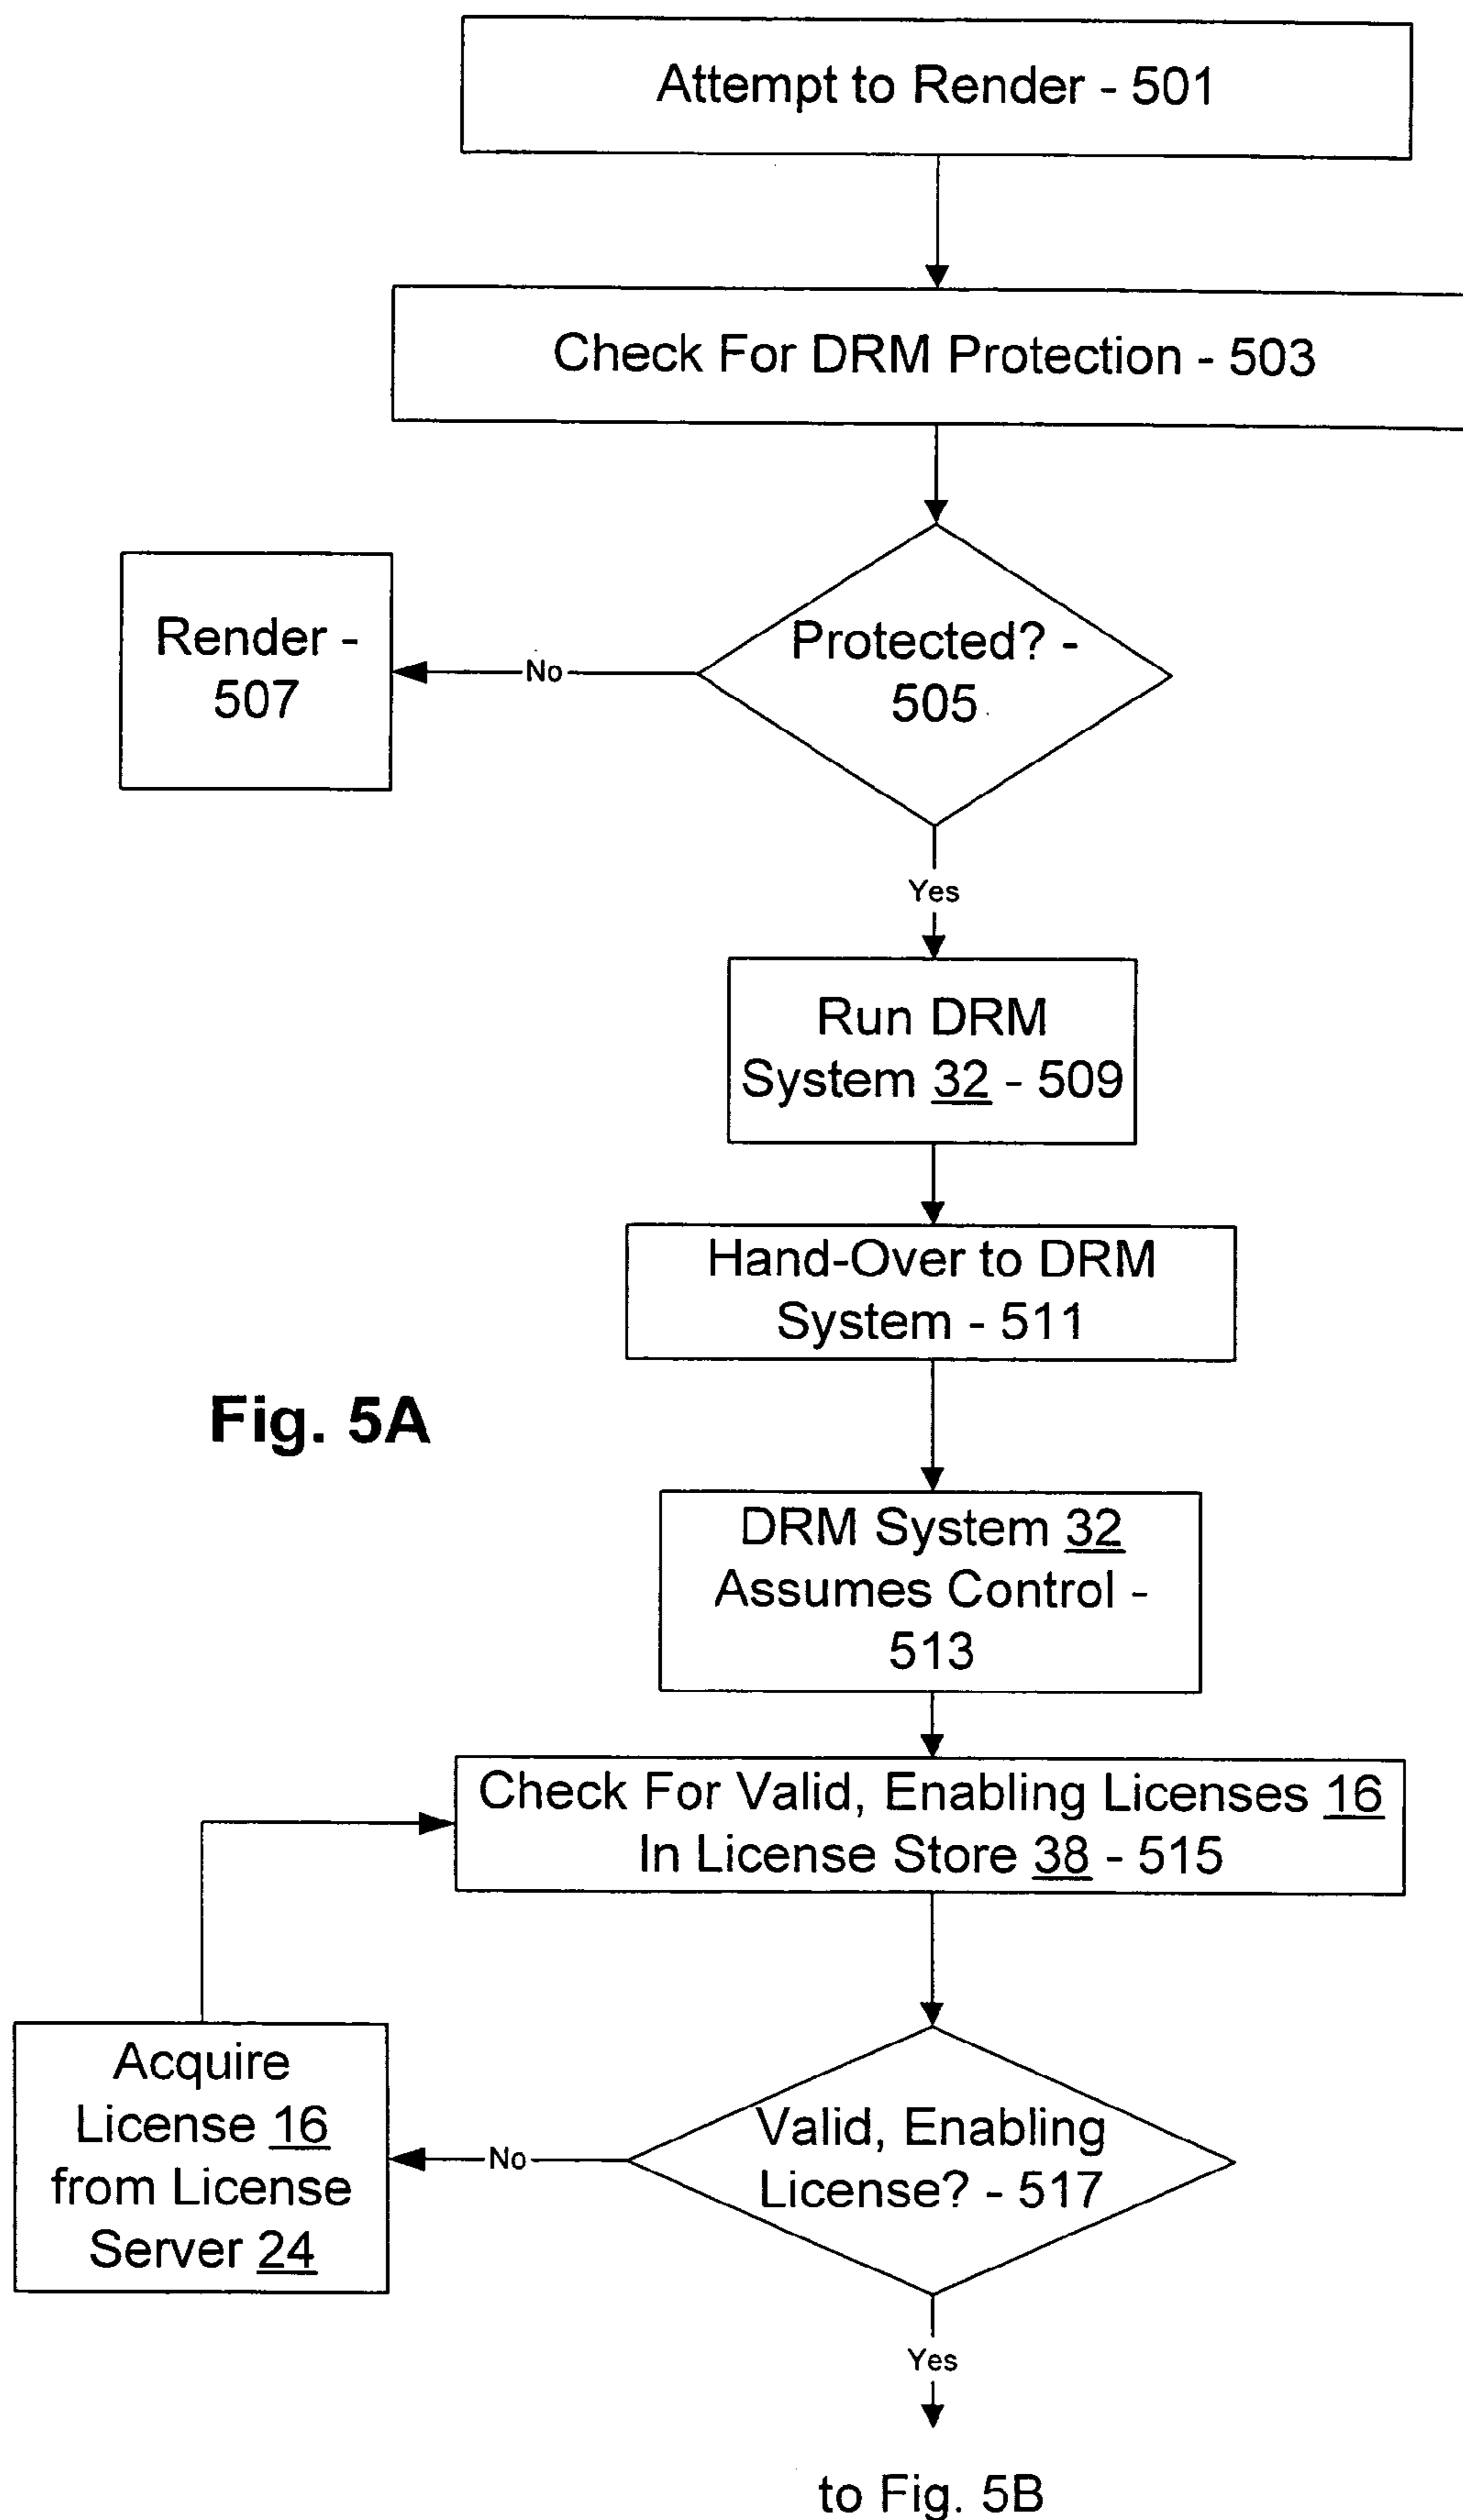 Attempt to Render - 501
Check For DRM Protection - 503
Protected? -
505
No
Render -
507
Yes
Run DRM
System 32 - 509
Hand-Over to DRM
System - 511
Fig. 5A
DRM System 32
Assumes Control -
513
Check For Valid, Enabling Licenses 16
In License Store 38 - 515
Valid, Enabling
License? - 517
No
Acquire
License 16
from License
Server 24
Yes
to Fig. 5B